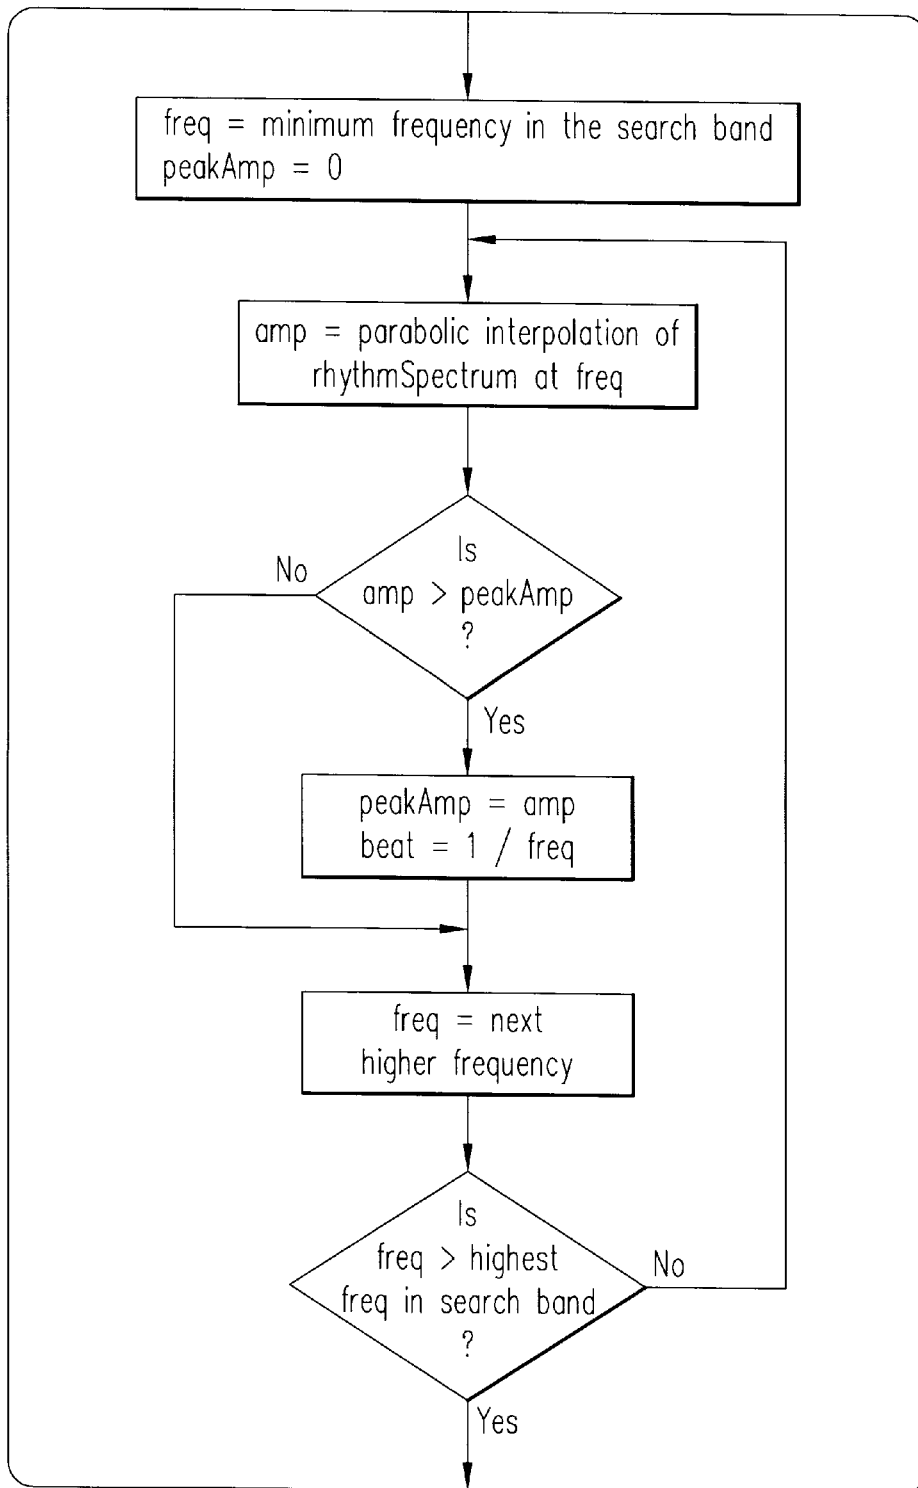 freq = minimum frequency in the search band
peakAmp = 0
amp = parabolic interpolation of
rhythmSpectrum at freq
Is
amp > peakAmp
?
No
Yes
peakAmp = amp
beat = 1 / freq
freq = next
higher frequency
Is
freq > highest
freq in search band
?
No
Yes